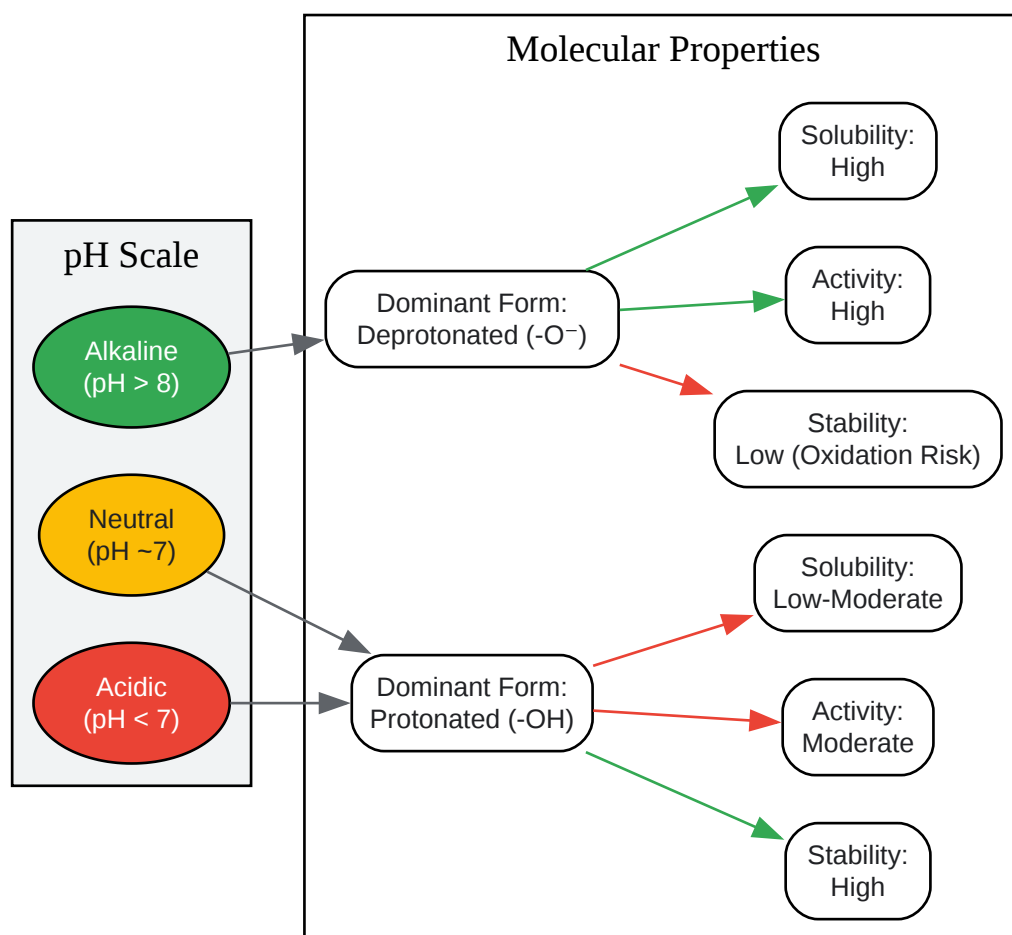 Molecular Properties
pH Scale
Alkaline
(pH > 8)
Neutral
(pH ~7)
Acidic
(pH < 7)
Dominant Form:
Deprotonated (-O⁻)
Solubility:
High
Activity:
High
Stability:
Low (Oxidation Risk)
Dominant Form:
Protonated (-OH)
Solubility:
Low-Moderate
Activity:
Moderate
Stability:
High